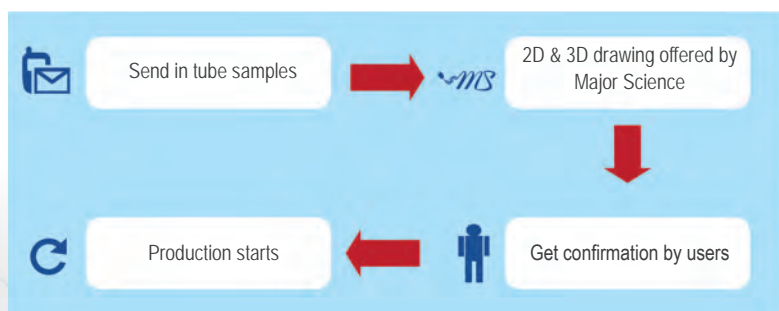 Send in tube samples
MS
2D & 3D drawing offered by
Major Science
Get confirmation by users
Production starts